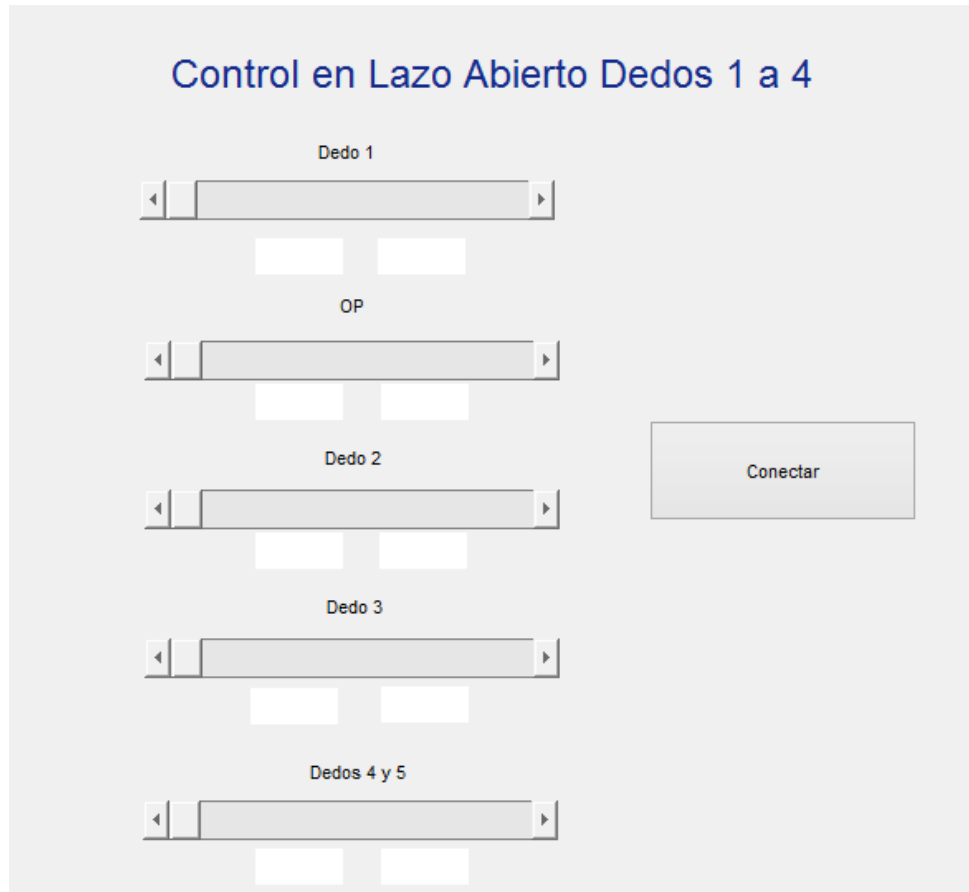 Control en Lazo Abierto Dedos 1 a 4
Dedo 1
OP
Dedo 2
Conectar
Dedo 3
Dedos 4 y 5